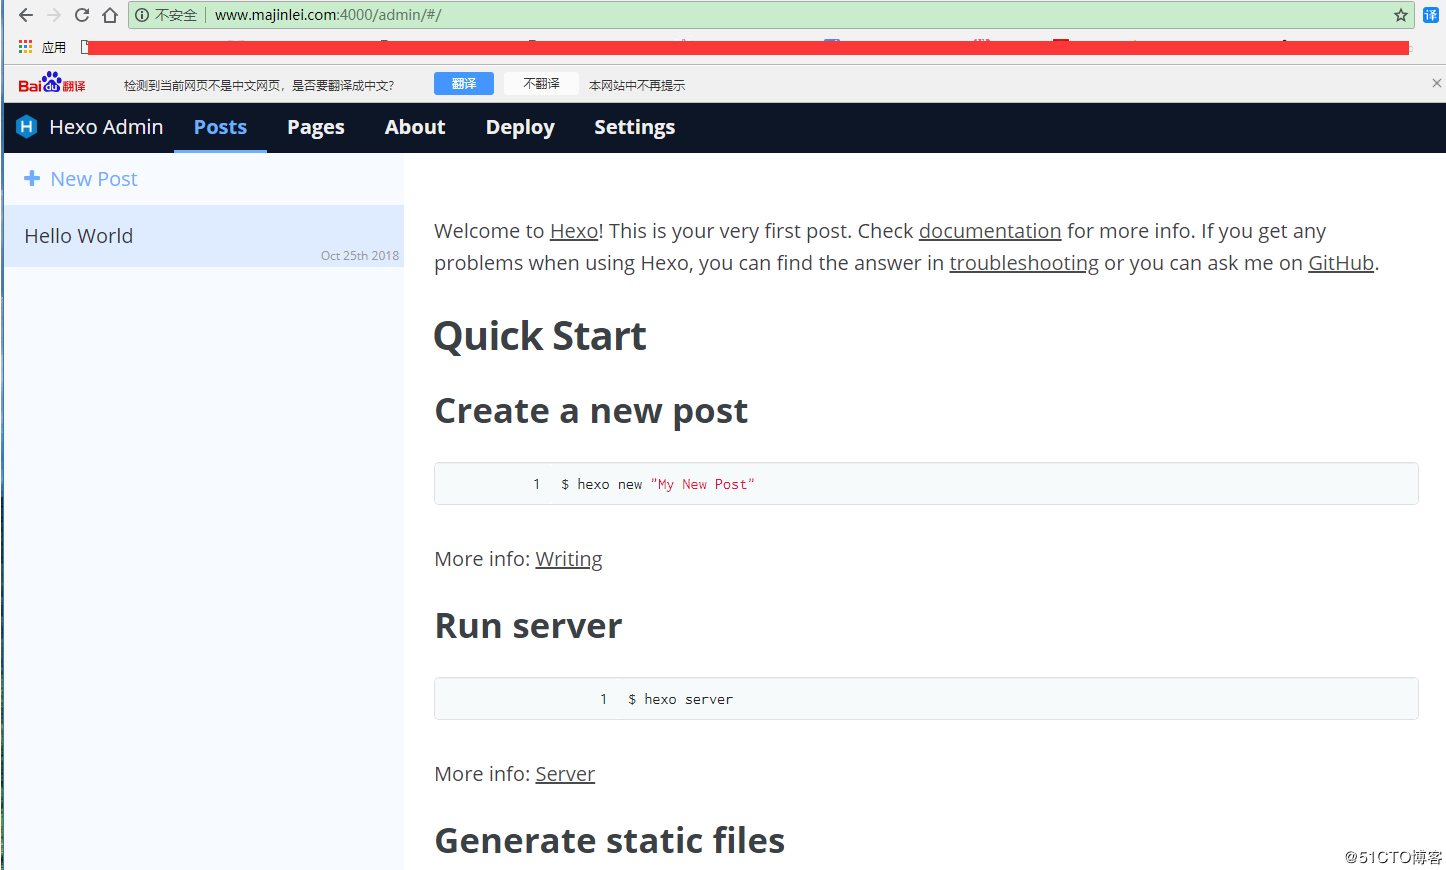 不安全 www.majinlei.com:4000/admin/#/ 译
应用
Bai du 翻译 检测到当前网页不是中文网页，是否要翻译成中文？ 翻译 不翻译 本网站中不再提示
H Hexo Admin Posts Pages About Deploy Settings
New Post
Hello World
Oct 25th 2018
Welcome to Hexo! This is your very first post. Check documentation for more info. If you get any
problems when using Hexo, you can find the answer in troubleshooting or you can ask me on GitHub.
Quick Start
Create a new post
1 $ hexo new "My New Post"
More info: Writing
Run server
1 $ hexo server
More info: Server
Generate static files
@51CTO博客